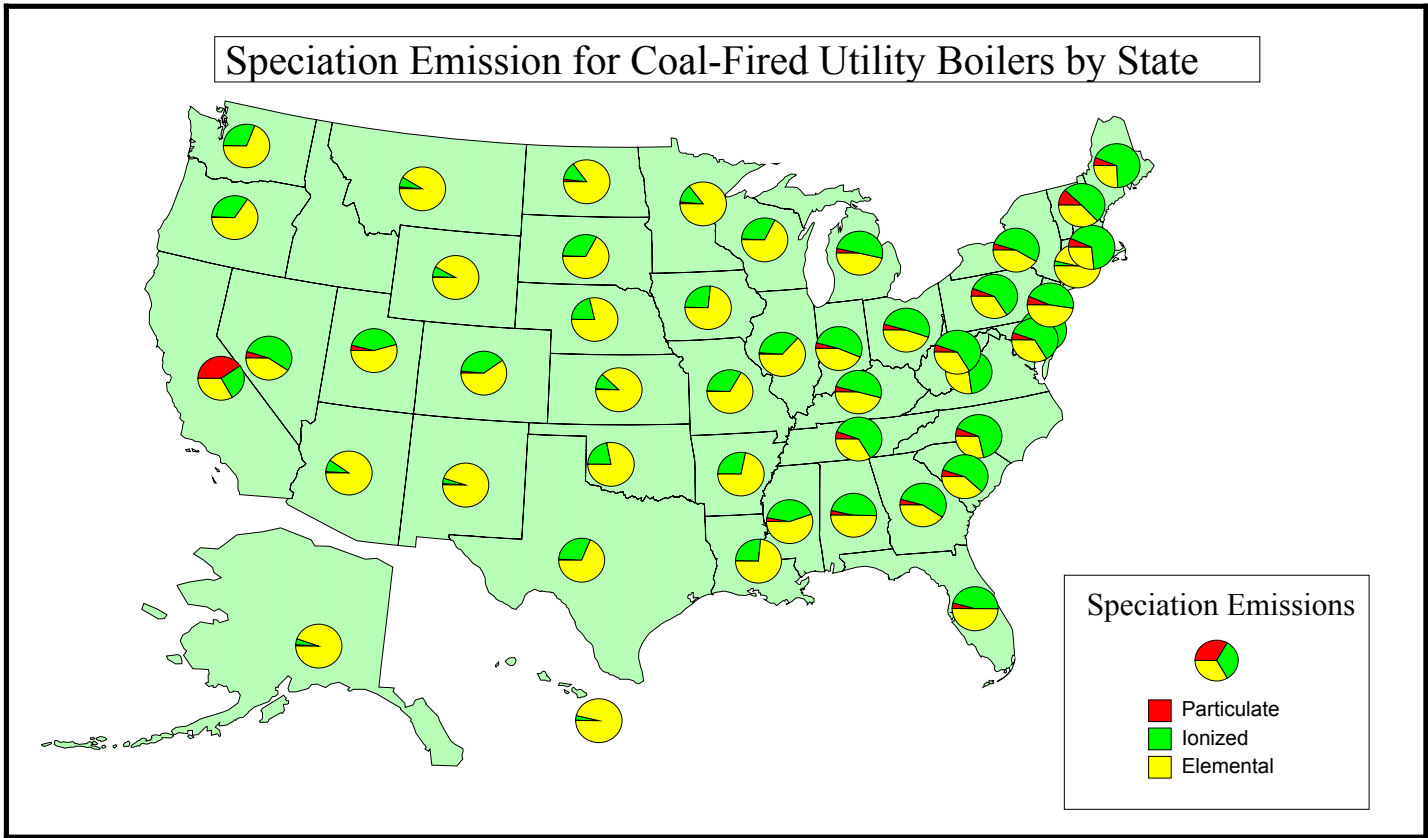 Speciation Emission for Coal-Fired Utility Boilers by State
Speciation Emissions
Particulate
Ionized
Elemental